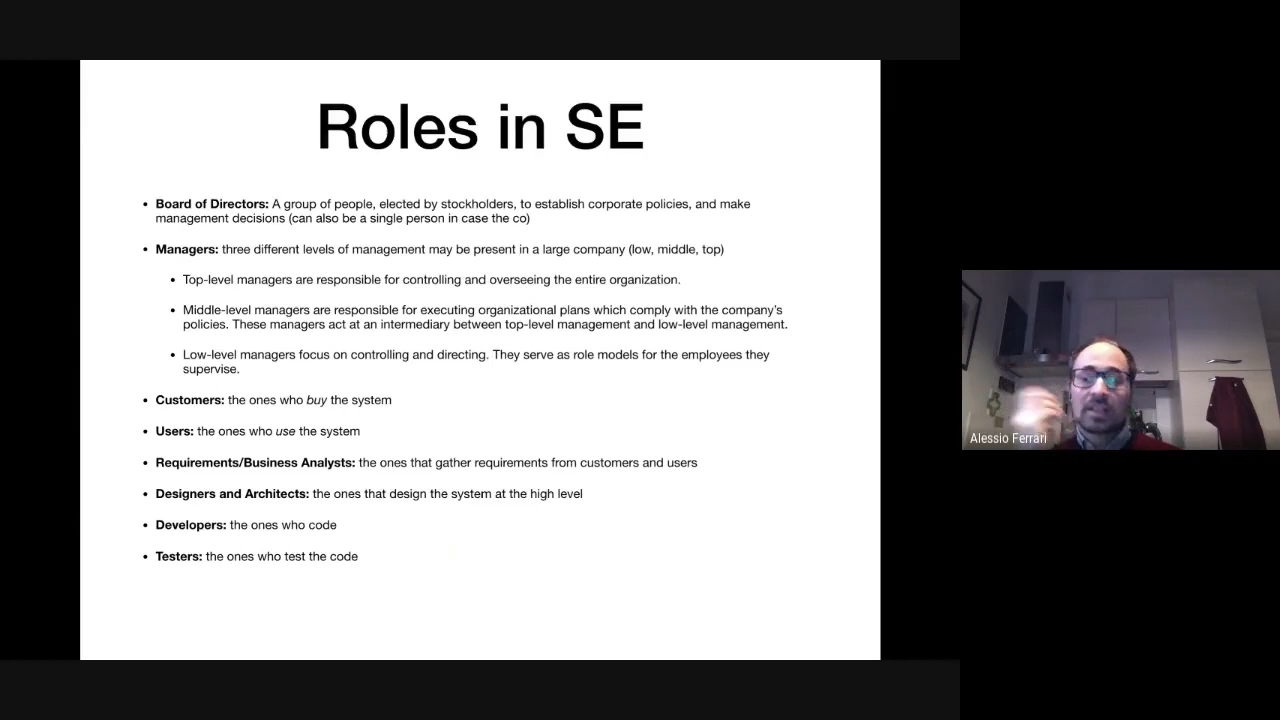 Roles in SE
• Board of Directors: A group of people, elected by stockholders, to establish corporate policies, and make
management decisions (can also be a single person in case the co)
• Managers: three different levels of management may be present in a large company (low, middle, top)
• Top-level managers are responsible for controlling and overseeing the entire organization.
• Middle-level managers are responsible for executing organizational plans which comply with the company's
policies. These managers act at an intermediary between top-level management and low-level management.
• Low-level managers focus on controlling and directing. They serve as role models for the employees they
supervise.
• Customers: the ones who buy the system
• Users: the ones who use the system
• Requirements/Business Analysts: the ones that gather requirements from customers and users
• Designers and Architects: the ones that design the system at the high level
• Developers: the ones who code
• Testers: the ones who test the code
Alessio Ferrari